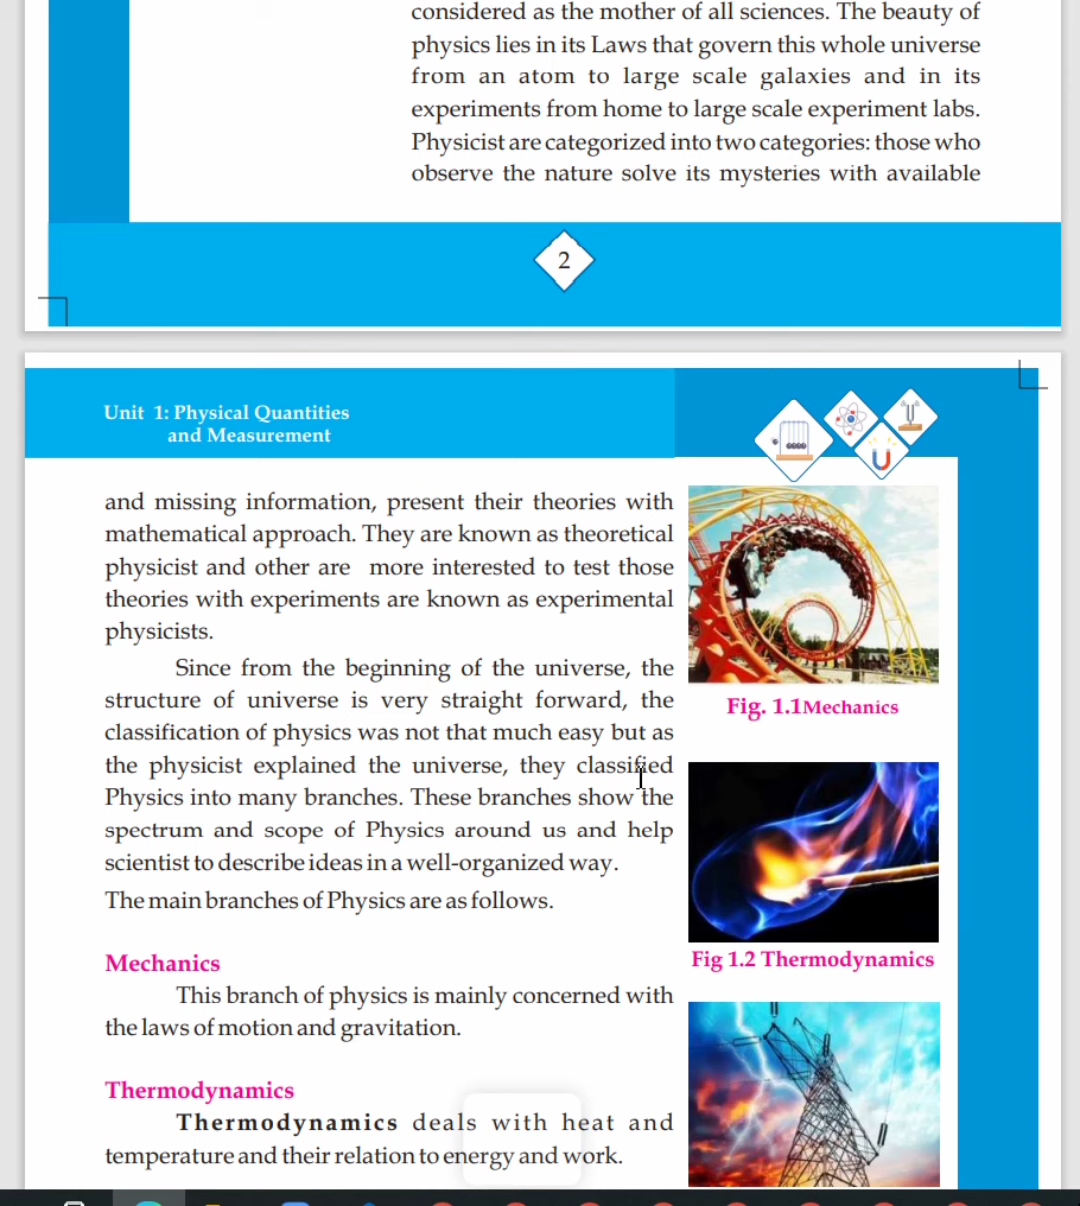 considered as the mother of all sciences. The beauty of
physics lies in its Laws that govern this whole universe
from an atom to large scale galaxies and in its
experiments from home to large scale experiment labs.
Physicist are categorized into two categories: those who
observe the nature solve its mysteries with available
2
Unit 1: Physical Quantities
and Measurement
and missing information, present their theories with
mathematical approach. They are known as theoretical
physicist and other are more interested to test those
theories with experiments are known as experimental
physicists.
Since from the beginning of the universe, the
structure of universe is very straight forward, the
classification of physics was not that much easy but as
the physicist explained the universe, they classified
Physics into many branches. These branches show the
spectrum and scope of Physics around us and help
scientist to describe ideas in a well-organized way.
The main branches of Physics are as follows.
Mechanics
This branch of physics is mainly concerned with
the laws of motion and gravitation.
Thermodynamics
Thermodynamics deals with heat and
temperature and their relation to energy and work.
Fig. 1.1Mechanics
Fig 1.2 Thermodynamics